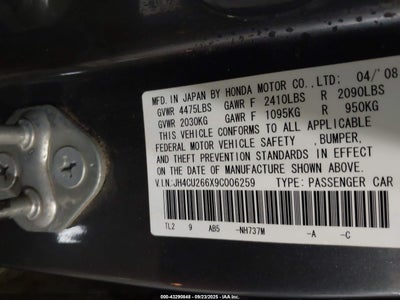 MFD. IN JAPAN BY HONDA MOTOR CO., LTD; 04/'08
GVWR 4475LBS GAWR F 2410LBS R 2090LBS
GVWR 2030KG GAWR F 1095KG R 950KG
THIS VEHICLE CONFORMS TO ALL APPLICABLE
FEDERAL MOTOR VEHICLE SAFETY , BUMPER,
AND THEFT PREVENTION STANDARDS IN EFFECT
ON THE DATE OF MANUFACTURE SHOWN ABOVE.
V.I.N.:JH4CU266X9C006259 TYPE: PASSENGER CAR
TL2 9 AB5 -NH737M -A -C
000-43290848 - 09/23/2025 - IAA Inc.